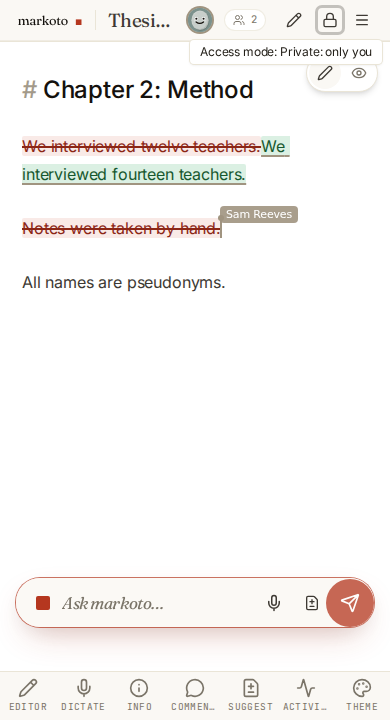 markoto
Thesi...
2
Access mode: Private: only you
# Chapter 2: Method
We interviewed twelve teachers.We
interviewed fourteen teachers.
Sam Reeves
Notes were taken by hand.
All names are pseudonyms.
Ask markoto...
EDITOR DICTATE INFO COMMEN… SUGGEST ACTIVI… THEME